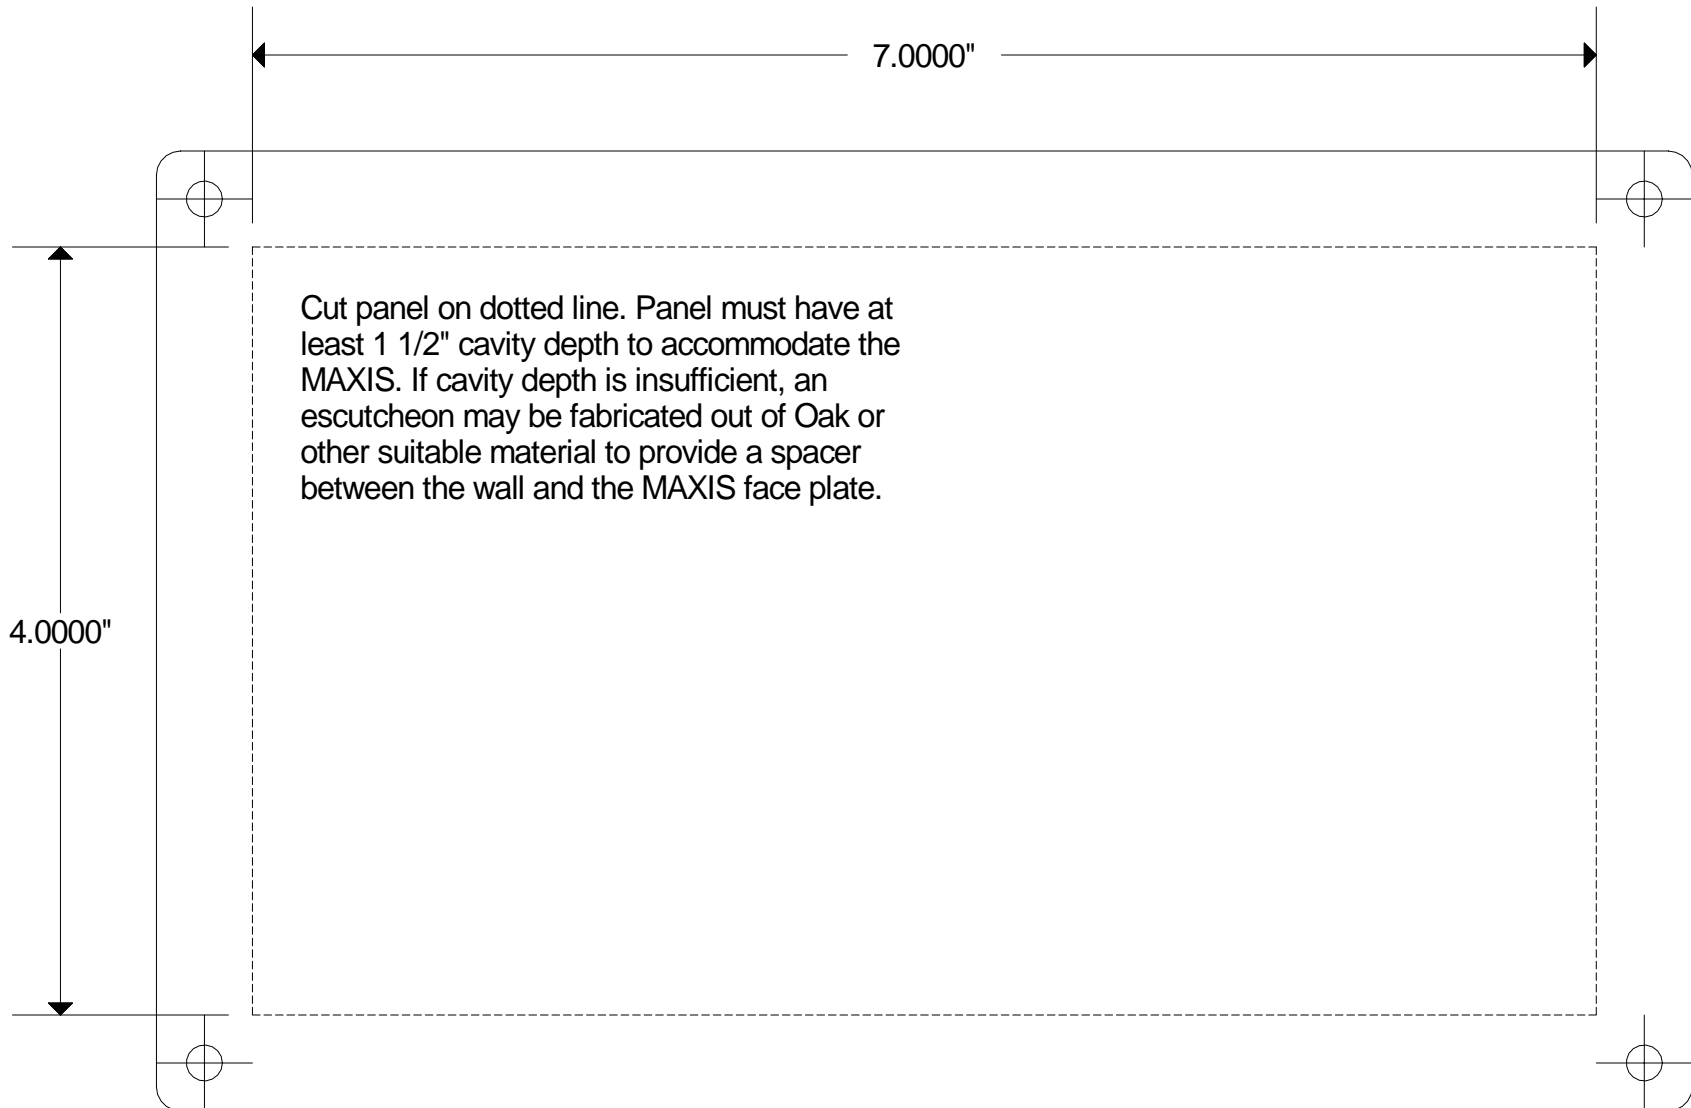 7.0000"
Cut panel on dotted line. Panel must have at
least 1 1/2" cavity depth to accommodate the
MAXIS. If cavity depth is insufficient, an
escutcheon may be fabricated out of Oak or
other suitable material to provide a spacer
between the wall and the MAXIS face plate.
4.0000"